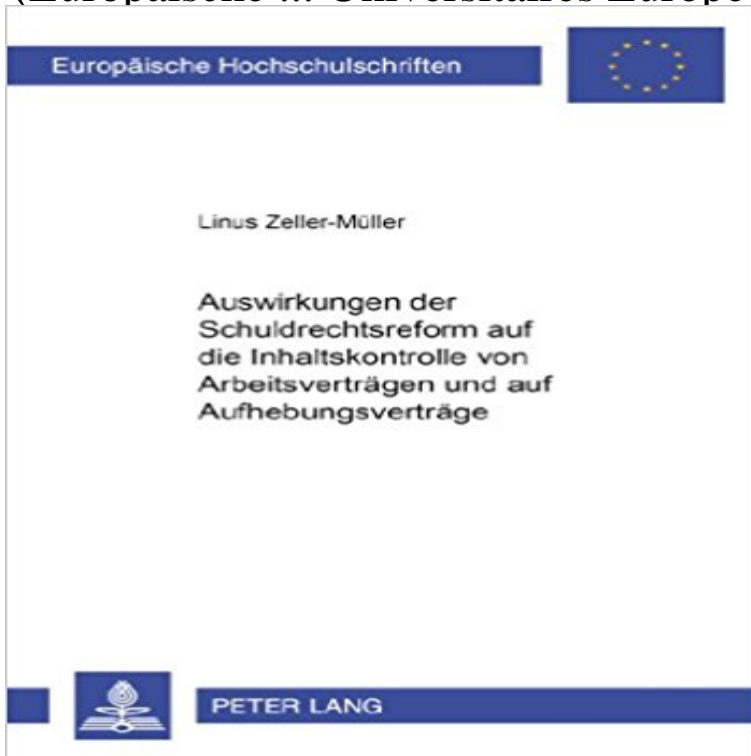 Europäische Hochschulschriften
Linus Zeller-Müller
Auswirkungen der
Schuldrechtsreform auf
die Inhaltskontrolle von
Arbeitsverträgen und auf
Aufhebungsverträge
PETER LANG